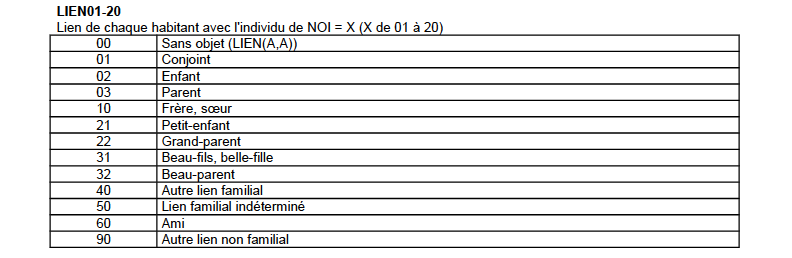 LIEN01-20
Lien de chaque habitant avec l'individu de NOI = X (X de 01 à 20)
00 Sans objet (LIEN(A,A))
01 Conjoint
02 Enfant
03 Parent
10 Frère, sœur
21 Petit-enfant
22 Grand-parent
31 Beau-fils, belle-fille
32 Beau-parent
40 Autre lien familial
50 Lien familial indéterminé
60 Ami
90 Autre lien non familial